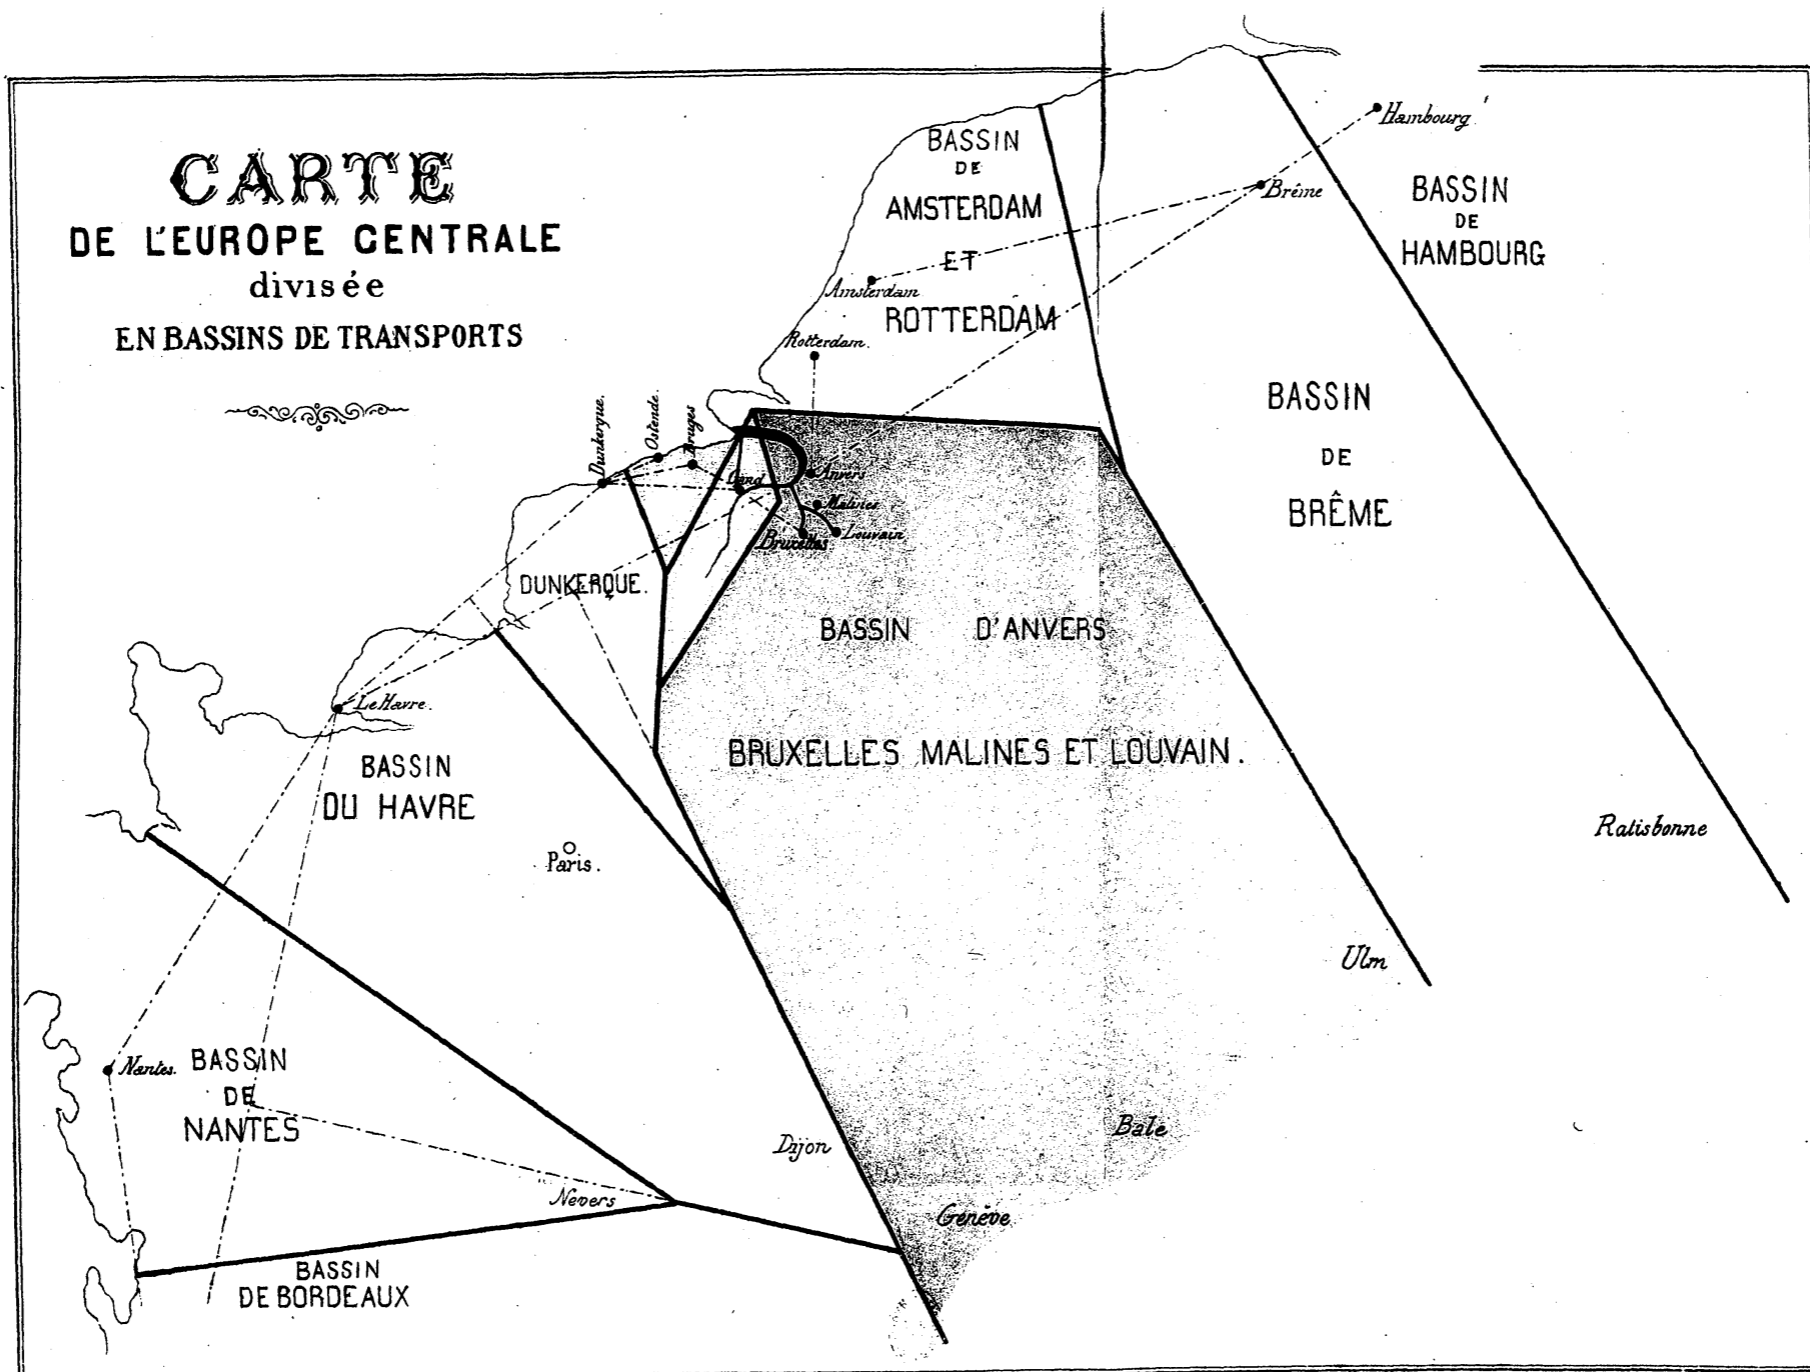 CARTE
DE L'EUROPE CENTRALE
divisée
EN BASSINS DE TRANSPORTS
BASSIN
DE
AMSTERDAM
ET
ROTTERDAM
Hambourg
Brême
BASSIN
DE
HAMBOURG
Amsterdam
Rotterdam.
BASSIN
DE
BRÊME
Dunkerque.
Ostende.
Bruges
Gand
Anvers
Malines
Bruxelles
Louvain
DUNKERQUE.
BASSIN D'ANVERS
BRUXELLES MALINES ET LOUVAIN.
Le Havre.
BASSIN
DU HAVRE
Paris.
Ratisbonne
Ulm
Nantes.
BASSIN
DE
NANTES
Dijon
Bale
Nevers
Genève
BASSIN
DE BORDEAUX